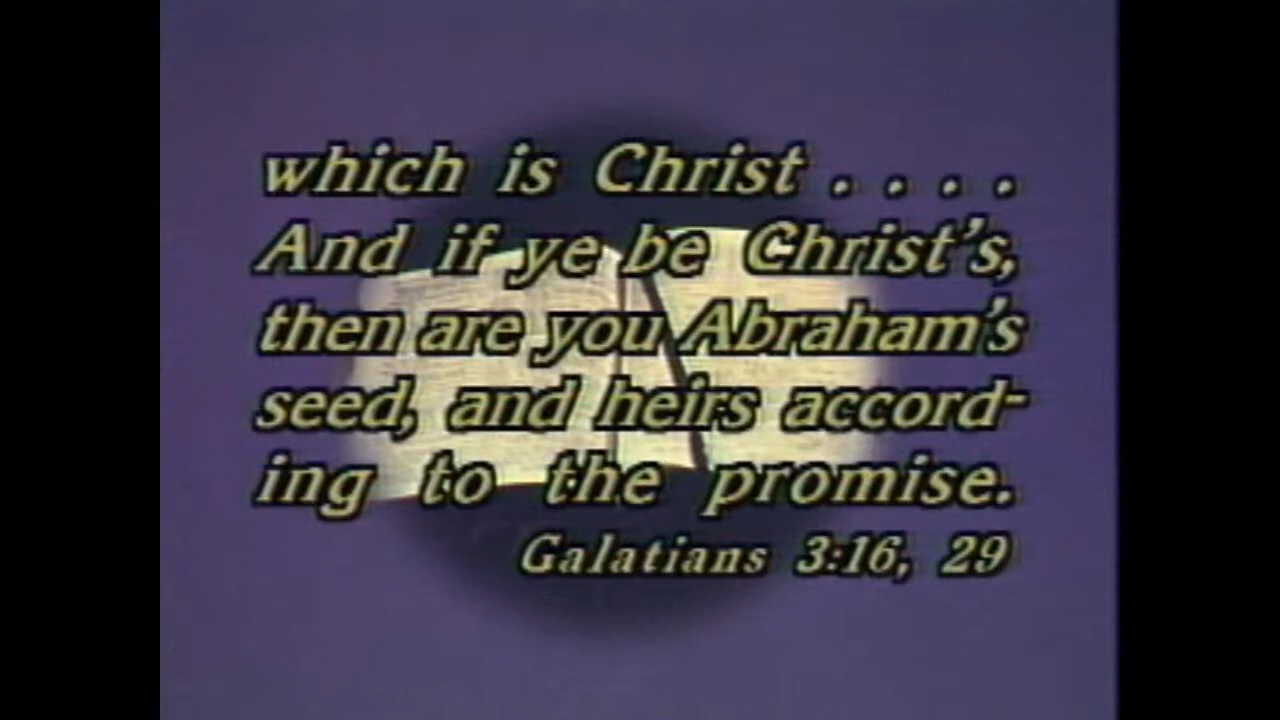 which is Christ . . . .
And if ye be Christ's,
then are you Abraham's
seed, and heirs accord-
ing to the promise.
Galatians 3:16, 29